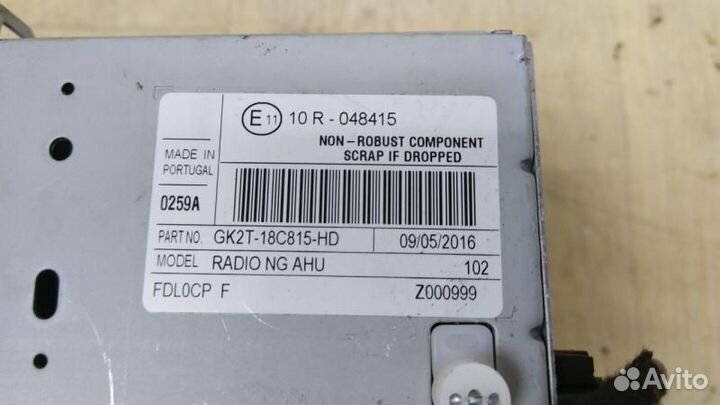 E 11 10 R - 048415
NON - ROBUST COMPONENT
SCRAP IF DROPPED
MADE IN
PORTUGAL
0259A
PART NO. GK2T-18C815-HD 09/05/2016
MODEL RADIO NG AHU 102
FDL0CP F Z000999
Avito